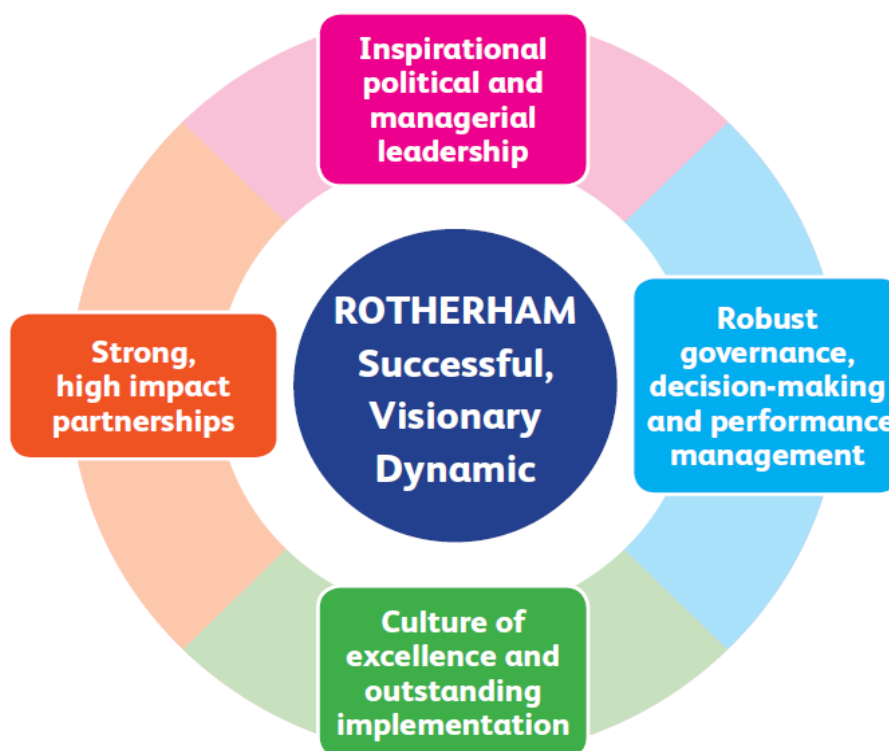 Inspirational
political and
managerial
leadership
ROTHERHAM
Successful,
Visionary
Dynamic
Strong,
high impact
partnerships
Robust
governance,
decision-making
and performance
management
Culture of
excellence and
outstanding
implementation